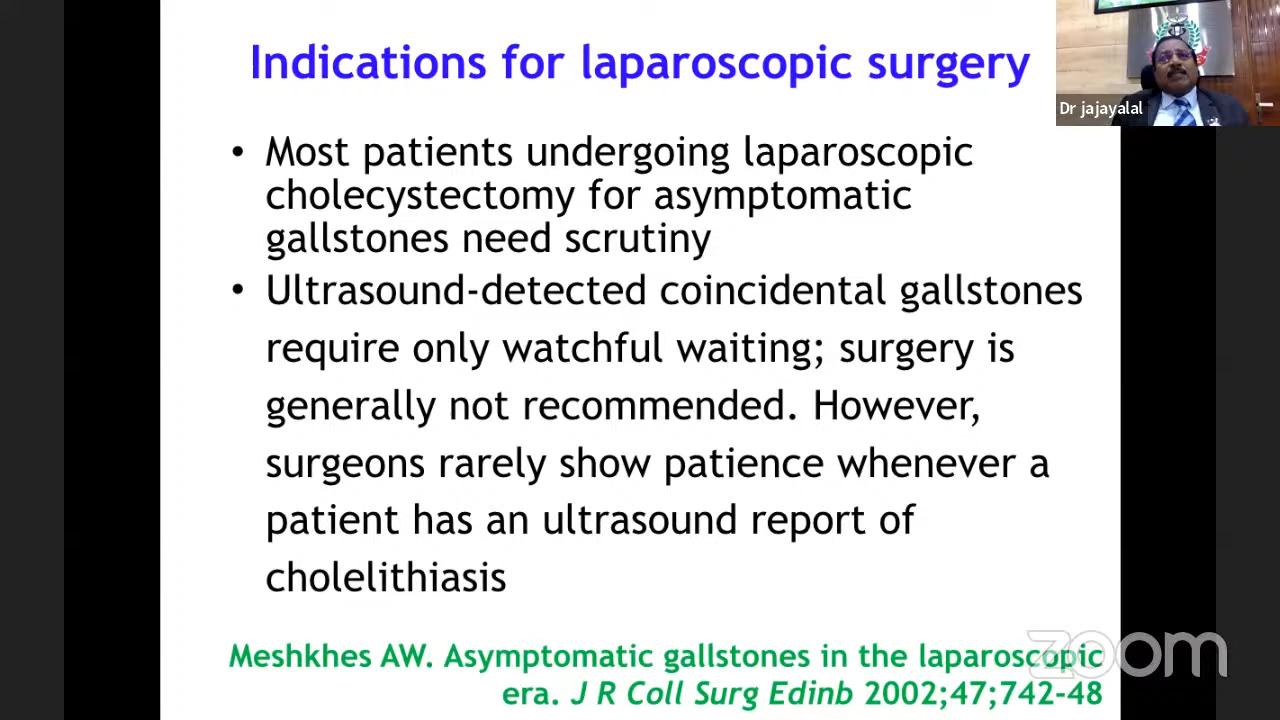 Indications for laparoscopic surgery
Dr jajayalal
• Most patients undergoing laparoscopic
cholecystectomy for asymptomatic
gallstones need scrutiny
• Ultrasound-detected coincidental gallstones
require only watchful waiting; surgery is
generally not recommended. However,
surgeons rarely show patience whenever a
patient has an ultrasound report of
cholelithiasis
Meshkhes AW. Asymptomatic gallstones in the laparoscopic
era. J R Coll Surg Edinb 2002;47;742-48
zoom